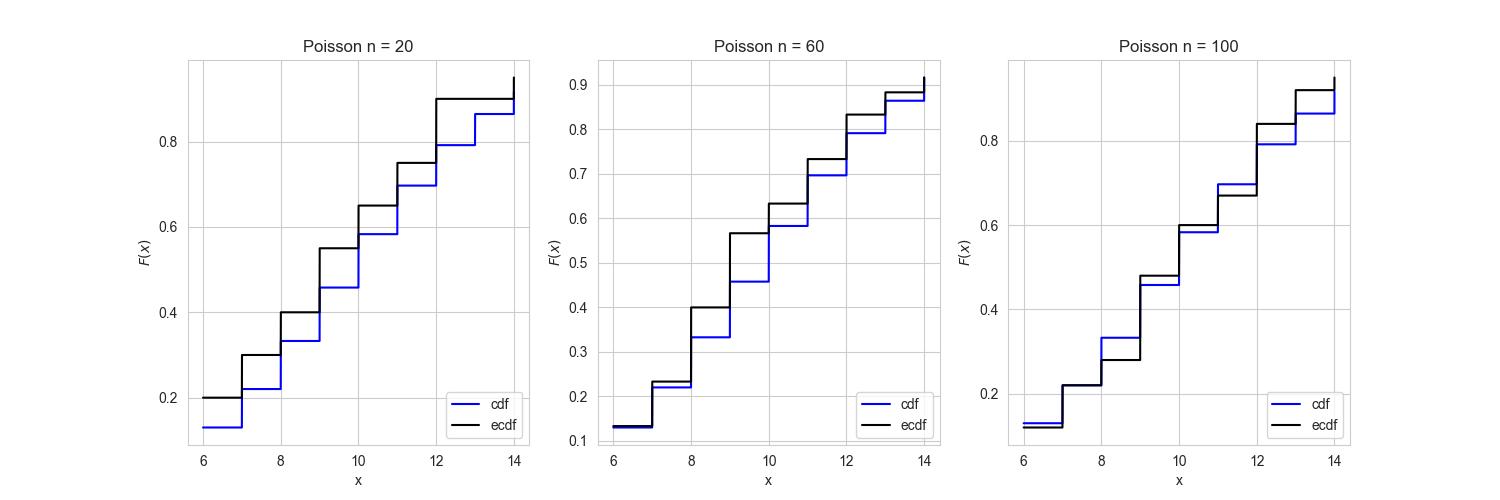 Poisson n = 20
F(x)
0.8
0.6
0.4
0.2
6 8 10 12 14
x
cdf
ecdf
Poisson n = 60
F(x)
0.9
0.8
0.7
0.6
0.5
0.4
0.3
0.2
0.1
6 8 10 12 14
x
cdf
ecdf
Poisson n = 100
F(x)
0.8
0.6
0.4
0.2
6 8 10 12 14
x
cdf
ecdf